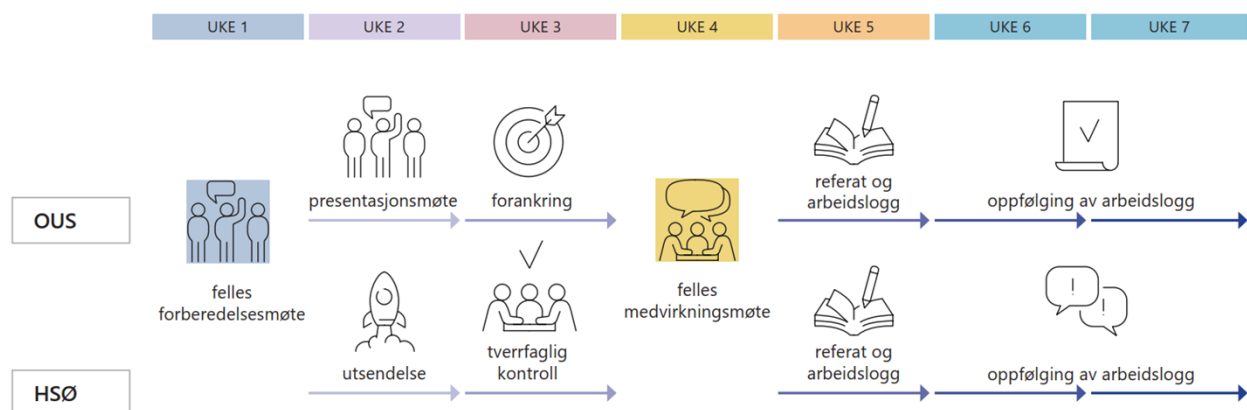 UKE 1
UKE 2
UKE 3
UKE 4
UKE 5
UKE 6
UKE 7
OUS
felles
forberedelsesmøte
presentasjonsmøte
forankring
felles
medvirkningsmøte
referat og
arbeidslogg
oppfølging av arbeidslogg
HSØ
utsendelse
tverrfaglig
kontroll
referat og
arbeidslogg
oppfølging av arbeidslogg